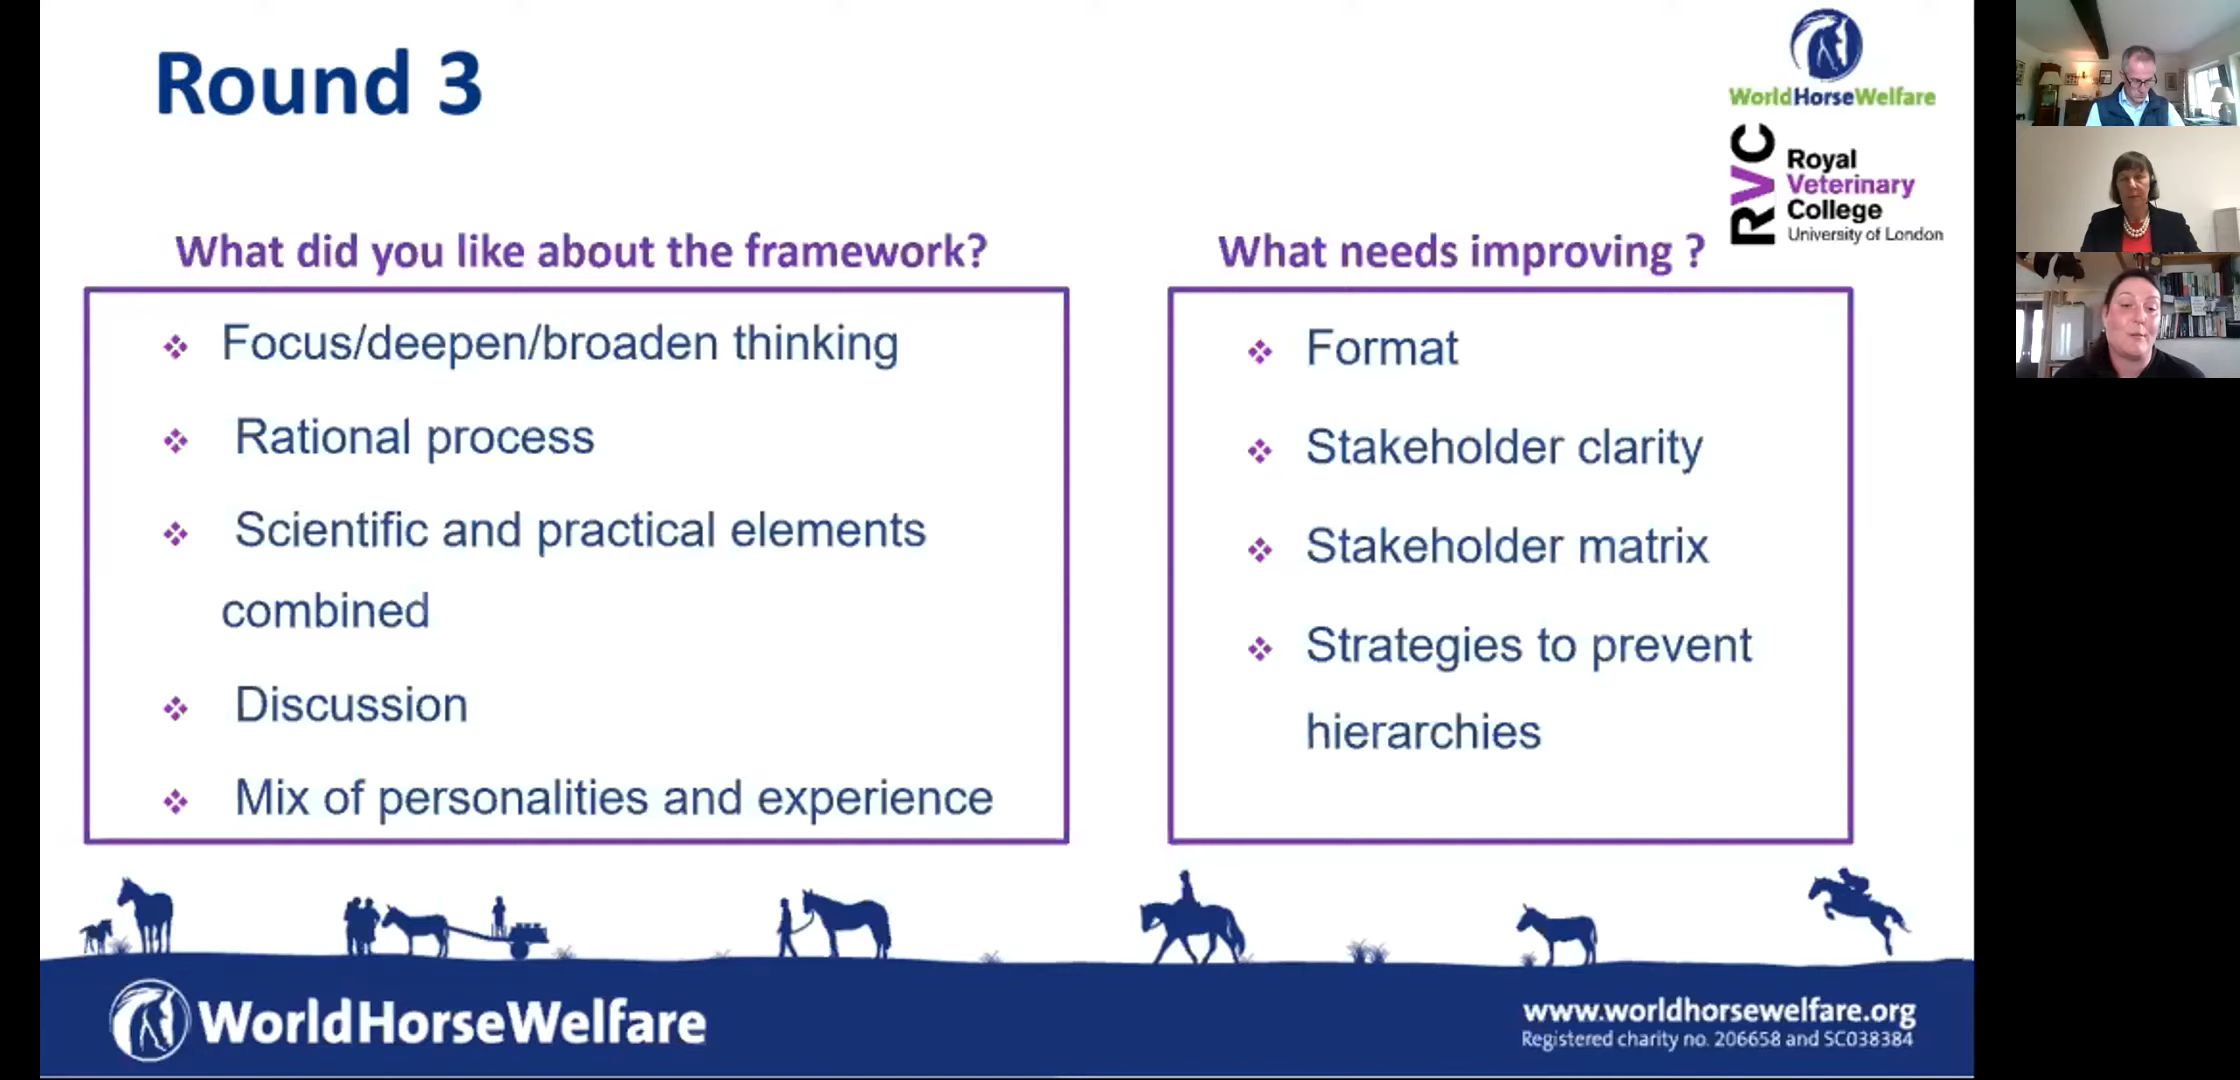 Round 3
WorldHorseWelfare
RVC
Royal
Veterinary
College
University of London
What did you like about the framework?
Focus/deepen/broaden thinking
Rational process
Scientific and practical elements
combined
Discussion
Mix of personalities and experience
What needs improving ?
Format
Stakeholder clarity
Stakeholder matrix
Strategies to prevent
hierarchies
WorldHorseWelfare
www.worldhorsewelfare.org
Registered charity no. 206658 and SC038384